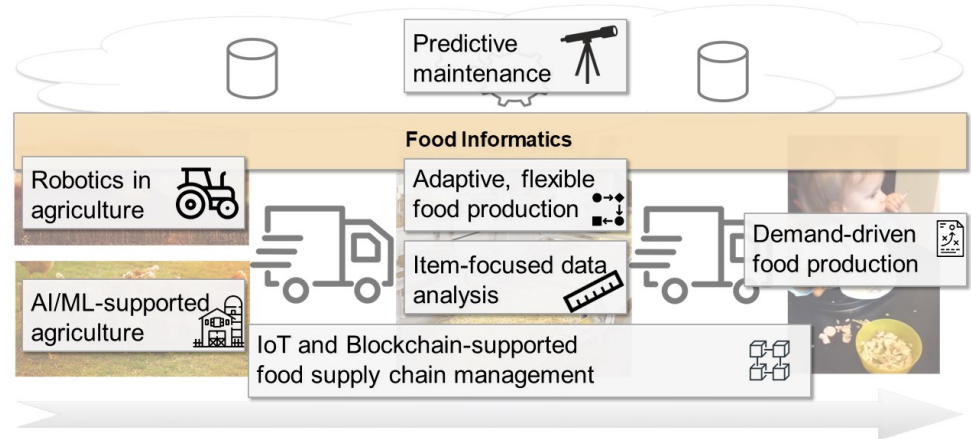 Predictive
maintenance
Food Informatics
Robotics in
agriculture
Adaptive, flexible
food production
Demand-driven
food production
Item-focused data
analysis
AI/ML-supported
agriculture
IoT and Blockchain-supported
food supply chain management